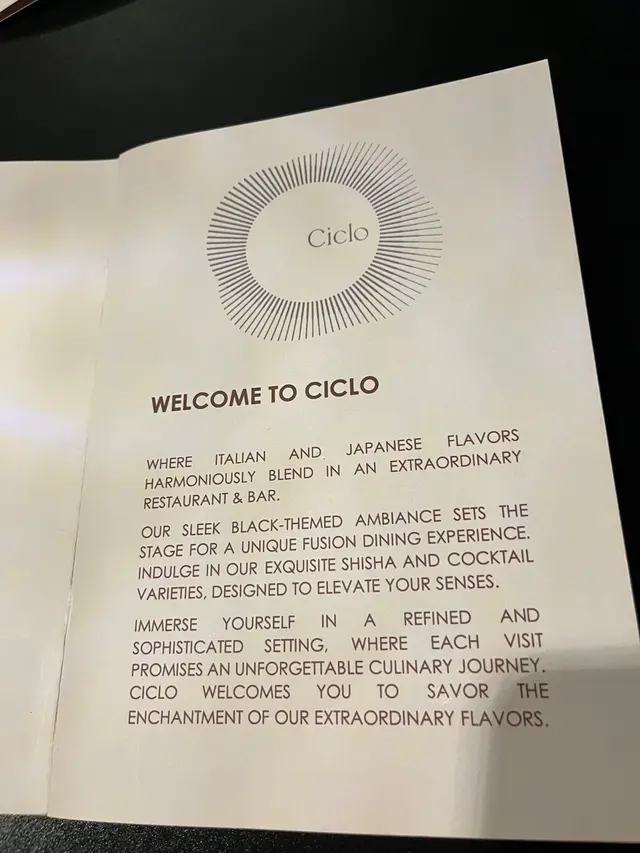 Ciclo
WELCOME TO CICLO
WHERE ITALIAN AND JAPANESE FLAVORS
HARMONIOUSLY BLEND IN AN EXTRAORDINARY
RESTAURANT & BAR.
OUR SLEEK BLACK-THEMED AMBIANCE SETS THE
STAGE FOR A UNIQUE FUSION DINING EXPERIENCE.
INDULGE IN OUR EXQUISITE SHISHA AND COCKTAIL
VARIETIES, DESIGNED TO ELEVATE YOUR SENSES.
IMMERSE YOURSELF IN A REFINED AND
SOPHISTICATED SETTING, WHERE EACH VISIT
PROMISES AN UNFORGETTABLE CULINARY JOURNEY.
CICLO WELCOMES YOU TO SAVOR THE
ENCHANTMENT OF OUR EXTRAORDINARY FLAVORS.